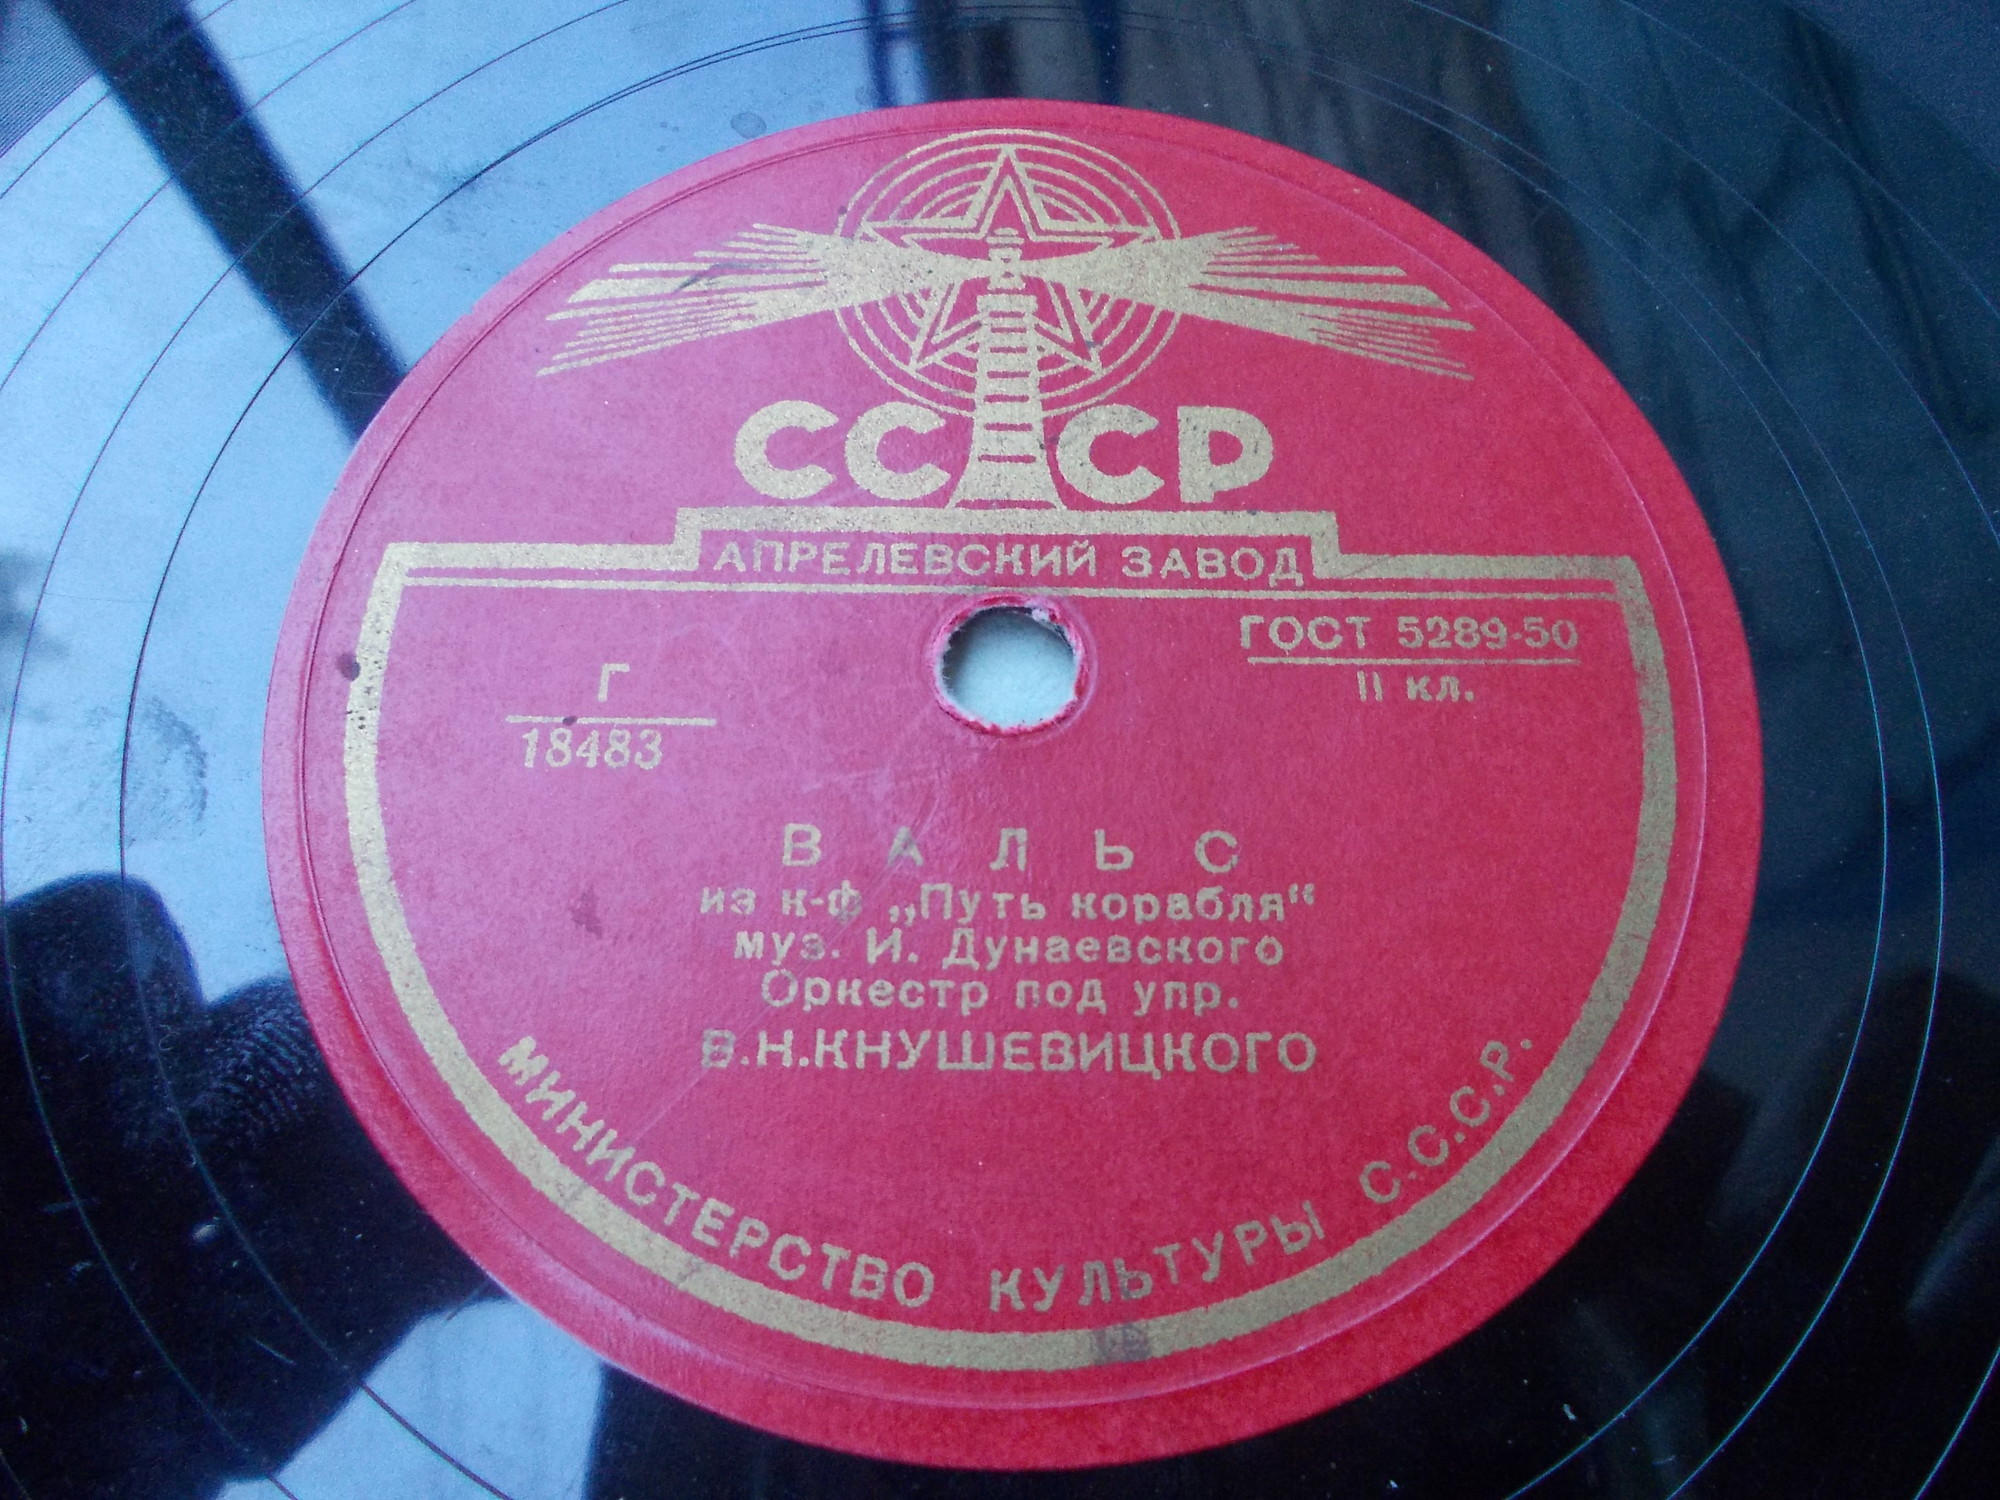 СССР
АПРЕЛЕВСКИЙ ЗАВОД
ГОСТ 5289-50
II кл.
Г
18483
ВАЛЬС
из к-ф „Путь корабля“
муз. И. Дунаевского
Оркестр под упр.
В.Н.КНУШЕВИЦКОГО
МИНИСТЕРСТВО КУЛЬТУРЫ С.С.С.Р.